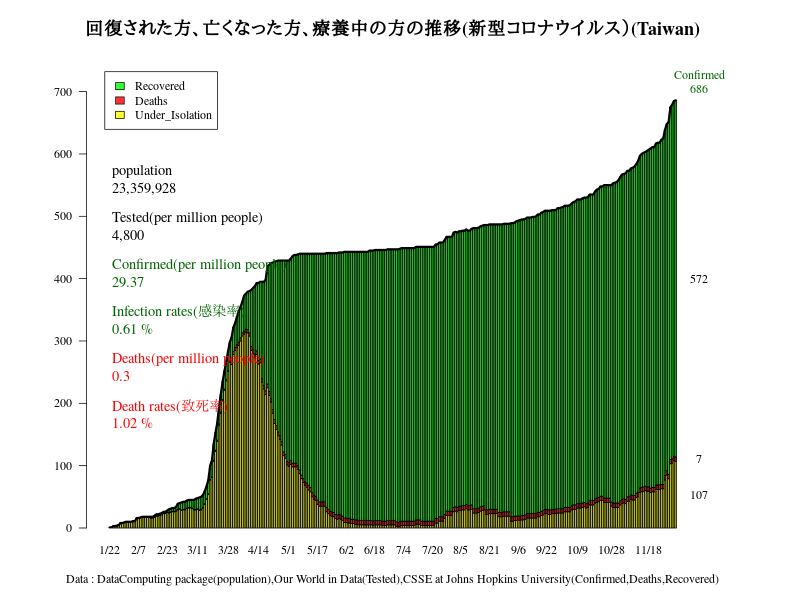 回復された方、亡くなった方、療養中の方の推移(新型コロナウイルス）(Taiwan)
Confirmed
686
Recovered
Deaths
Under_Isolation
population
23,359,928
Tested(per million people)
4,800
Confirmed(per million people)
29.37
Infection rates(感染率)
0.61 %
Deaths(per million people)
0.3
Death rates(致死率)
1.02 %
700
600
500
400
300
200
100
0
572
7
107
1/22 2/7 2/23 3/11 3/28 4/14 5/1 5/17 6/2 6/18 7/4 7/20 8/5 8/21 9/6 9/22 10/9 10/28 11/18
Data : DataComputing package(population),Our World in Data(Tested),CSSE at Johns Hopkins University(Confirmed,Deaths,Recovered)